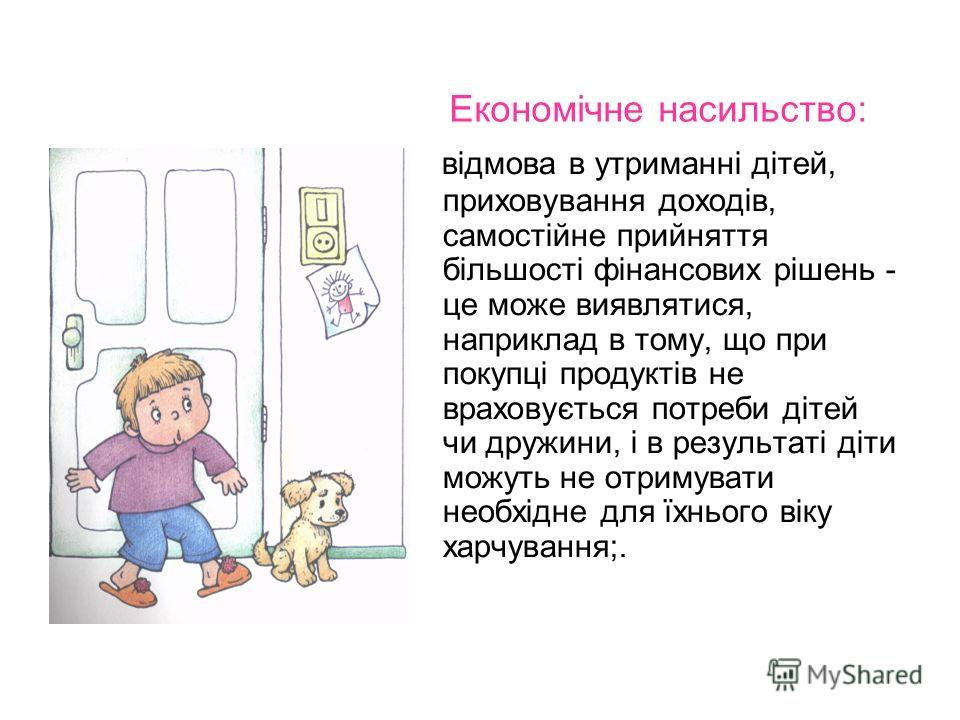 Економічне насильство:
відмова в утриманні дітей,
приховування доходів,
самостійне прийняття
більшості фінансових рішень -
це може виявлятися,
наприклад в тому, що при
покупці продуктів не
враховується потреби дітей
чи дружини, і в результаті діти
можуть не отримувати
необхідне для їхнього віку
харчування;.
MyShared